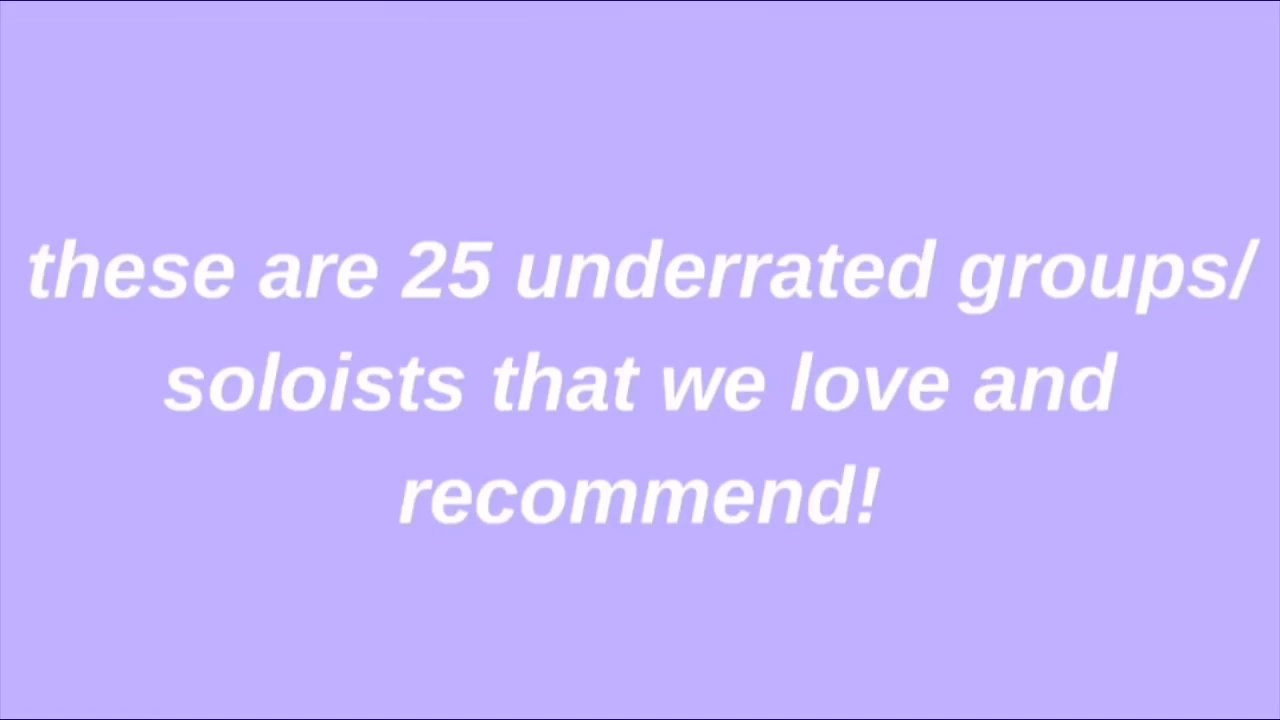 these are 25 underrated groups/
soloists that we love and
recommend!